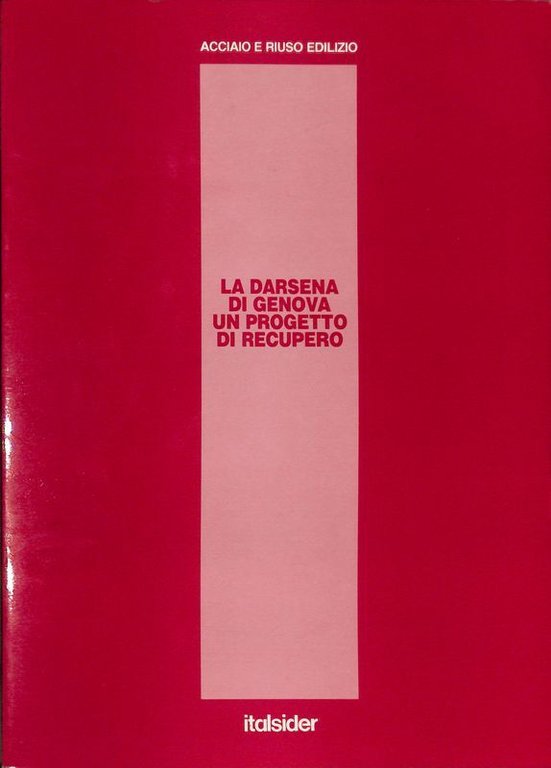 ACCIAIO E RIUSO EDILIZIO
LA DARSENA
DI GENOVA
UN PROGETTO
DI RECUPERO
italsider